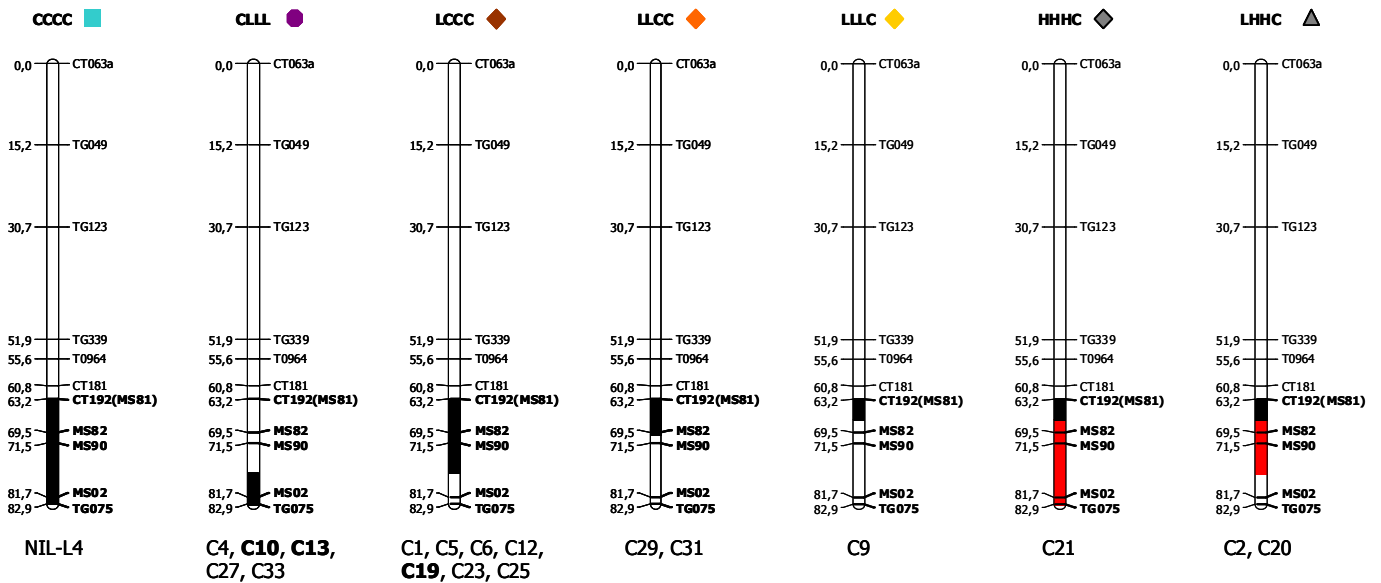 CCCC
CLLL
LCCC
LLCC
LLLC
HHHC
LHHC
0,0 CT063a
15,2 TG049
30,7 TG123
51,9 TG339
55,6 T0964
60,8 CT181
63,2 CT192(MS81)
69,5 MS82
71,5 MS90
81,7 MS02
82,9 TG075
NIL-L4
0,0 CT063a
15,2 TG049
30,7 TG123
51,9 TG339
55,6 T0964
60,8 CT181
63,2 CT192(MS81)
69,5 MS82
71,5 MS90
81,7 MS02
82,9 TG075
C4, C10, C13,
C27, C33
0,0 CT063a
15,2 TG049
30,7 TG123
51,9 TG339
55,6 T0964
60,8 CT181
63,2 CT192(MS81)
69,5 MS82
71,5 MS90
81,7 MS02
82,9 TG075
C1, C5, C6, C12,
C19, C23, C25
0,0 CT063a
15,2 TG049
30,7 TG123
51,9 TG339
55,6 T0964
60,8 CT181
63,2 CT192(MS81)
69,5 MS82
71,5 MS90
81,7 MS02
82,9 TG075
C29, C31
0,0 CT063a
15,2 TG049
30,7 TG123
51,9 TG339
55,6 T0964
60,8 CT181
63,2 CT192(MS81)
69,5 MS82
71,5 MS90
81,7 MS02
82,9 TG075
C9
0,0 CT063a
15,2 TG049
30,7 TG123
51,9 TG339
55,6 T0964
60,8 CT181
63,2 CT192(MS81)
69,5 MS82
71,5 MS90
81,7 MS02
82,9 TG075
C21
0,0 CT063a
15,2 TG049
30,7 TG123
51,9 TG339
55,6 T0964
60,8 CT181
63,2 CT192(MS81)
69,5 MS82
71,5 MS90
81,7 MS02
82,9 TG075
C2, C20